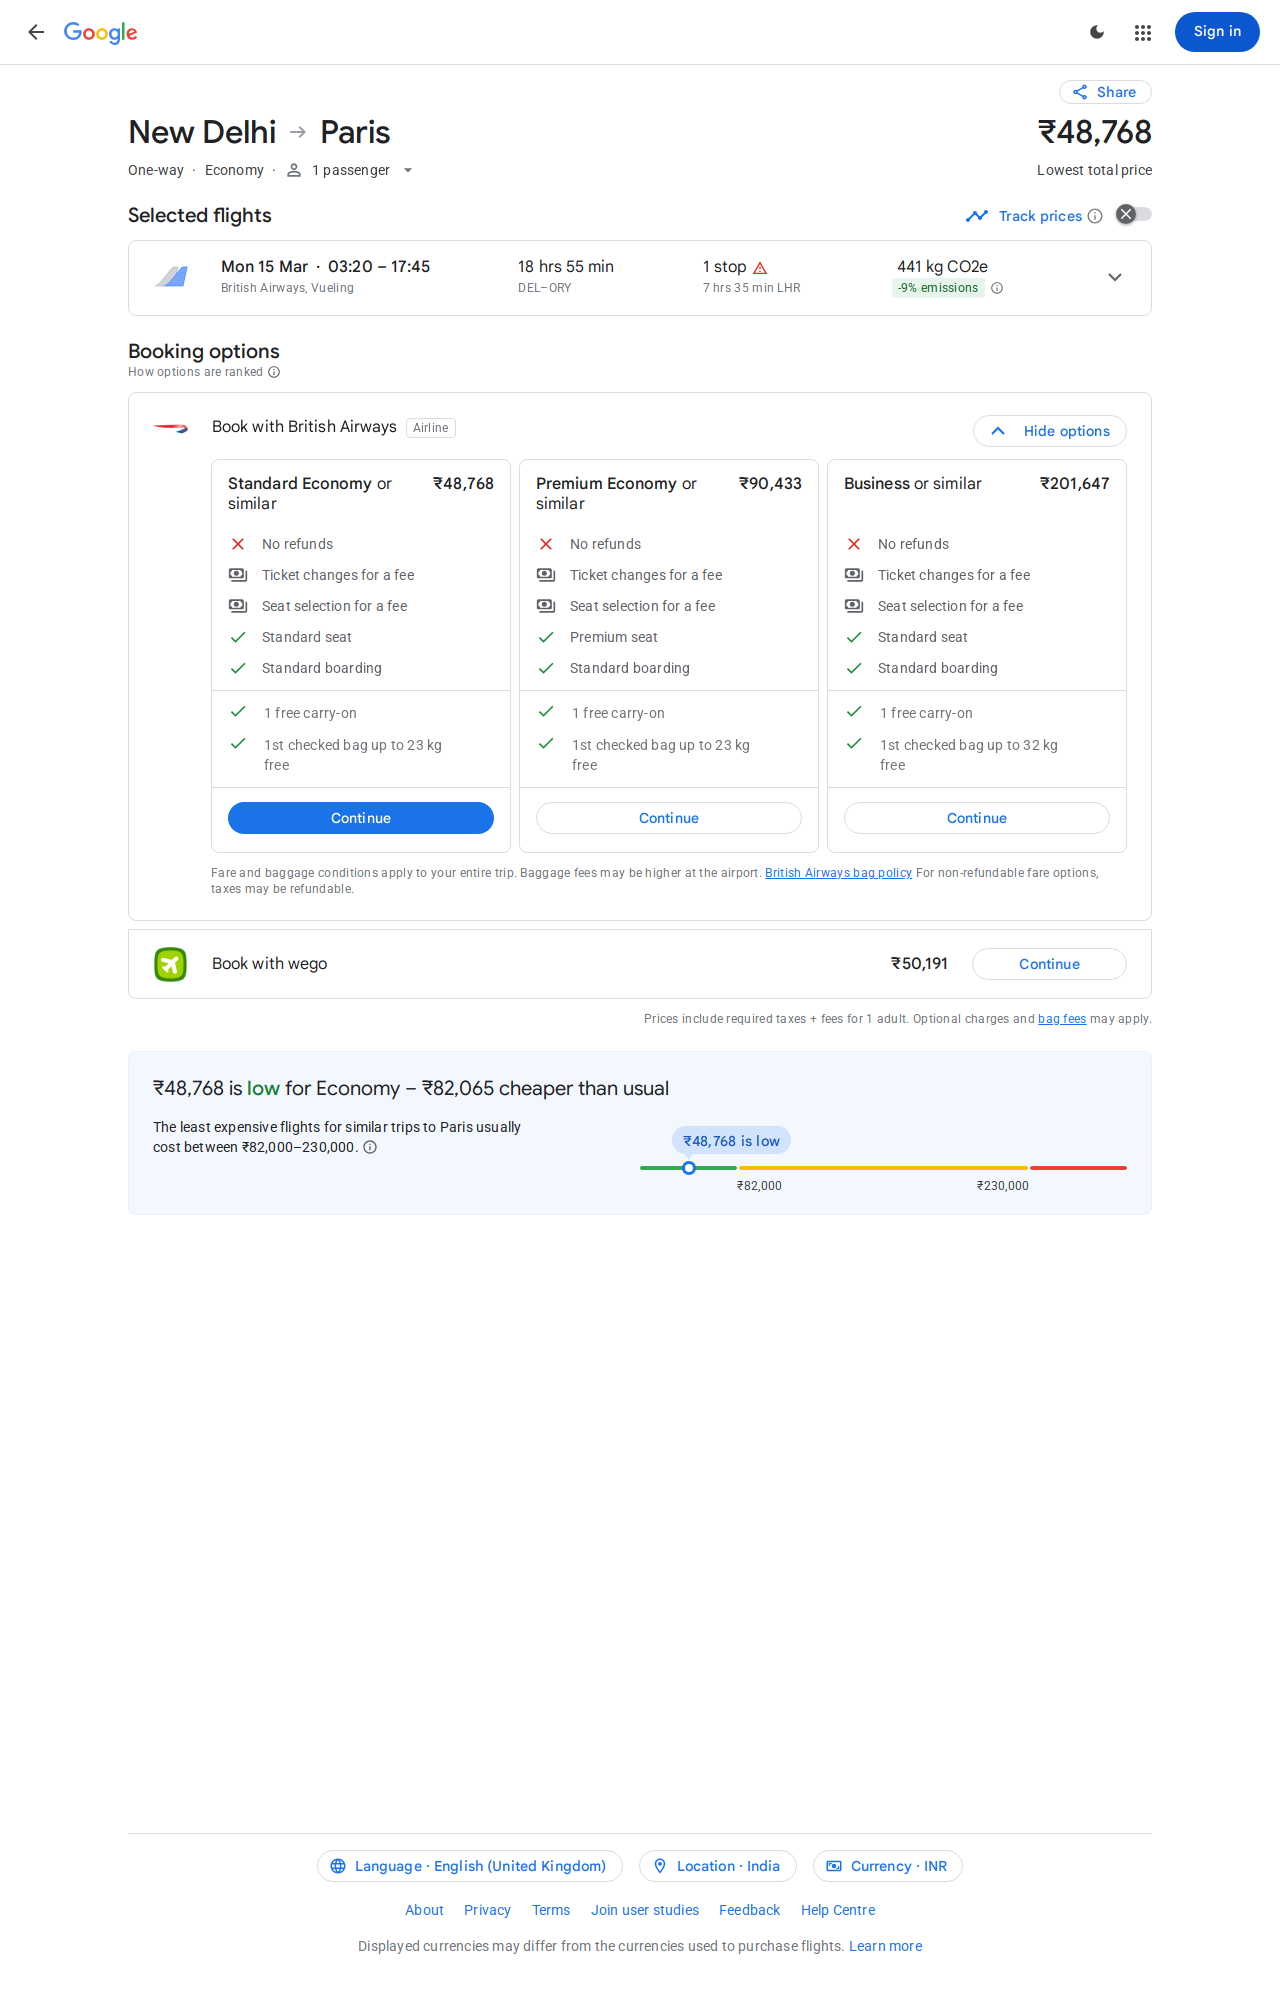 Google
Sign in
Share
New Delhi → Paris
₹48,768
One-way · Economy · 1 passenger
Lowest total price
Selected flights
Track prices
Mon 15 Mar · 03:20 – 17:45
18 hrs 55 min
1 stop
441 kg CO2e
British Airways, Vueling
DEL–ORY
7 hrs 35 min LHR
-9% emissions
Booking options
How options are ranked
Book with British Airways
Airline
Hide options
Standard Economy or
similar
₹48,768
No refunds
Ticket changes for a fee
Seat selection for a fee
Standard seat
Standard boarding
1 free carry-on
1st checked bag up to 23 kg
free
Continue
Premium Economy or
similar
₹90,433
No refunds
Ticket changes for a fee
Seat selection for a fee
Premium seat
Standard boarding
1 free carry-on
1st checked bag up to 23 kg
free
Continue
Business or similar
₹201,647
No refunds
Ticket changes for a fee
Seat selection for a fee
Standard seat
Standard boarding
1 free carry-on
1st checked bag up to 32 kg
free
Continue
Fare and baggage conditions apply to your entire trip. Baggage fees may be higher at the airport. British Airways bag policy For non-refundable fare options,
taxes may be refundable.
Book with wego
₹50,191
Continue
Prices include required taxes + fees for 1 adult. Optional charges and bag fees may apply.
₹48,768 is low for Economy – ₹82,065 cheaper than usual
The least expensive flights for similar trips to Paris usually
cost between ₹82,000–230,000.
₹48,768 is low
₹82,000
₹230,000
Language · English (United Kingdom)
Location · India
Currency · INR
About
Privacy
Terms
Join user studies
Feedback
Help Centre
Displayed currencies may differ from the currencies used to purchase flights. Learn more